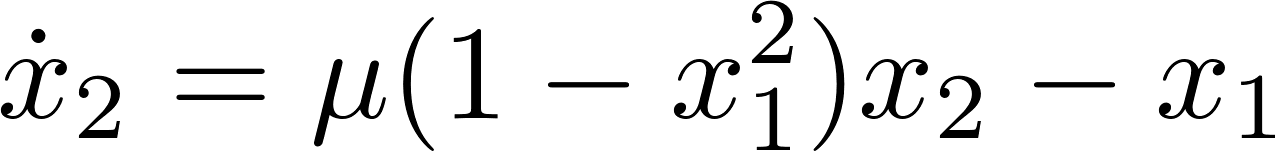 ẋ₂ = μ(1 − x₁²)x₂ − x₁